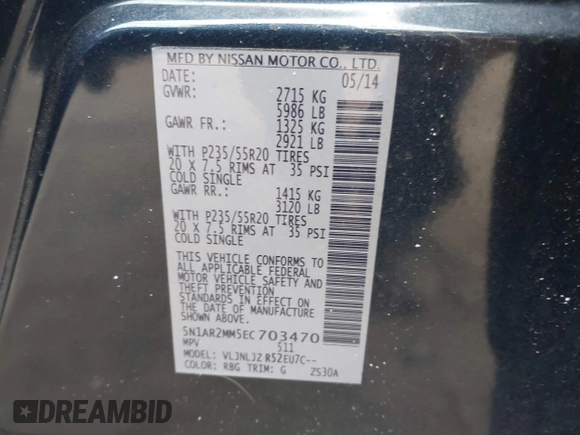 MFD BY NISSAN MOTOR CO., LTD.
DATE: 05/14
GVWR: 2715 KG
5986 LB
GAWR FR.: 1325 KG
2921 LB
WITH P235/55R20 TIRES
20 X 7.5 RIMS AT 35 PSI
COLD SINGLE
GAWR RR.: 1415 KG
3120 LB
WITH P235/55R20 TIRES
20 X 7.5 RIMS AT 35 PSI
COLD SINGLE
THIS VEHICLE CONFORMS TO
ALL APPLICABLE FEDERAL
MOTOR VEHICLE SAFETY AND
THEFT PREVENTION
STANDARDS IN EFFECT ON
THE DATE OF MANUFACTURE
SHOWN ABOVE.
5N1AR2MM5EC703470
MPV 511
MODEL: VLJNLJZ R52EU7C--
COLOR: RBG TRIM: G ZS30A
DREAMBID